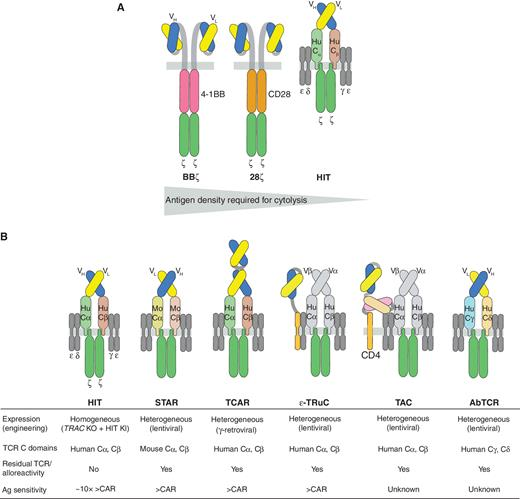 A
VH VL
VH VL
Hu Cα Hu Cβ
4-1BB
CD28
ε δ γ ε
ζ ζ
ζ ζ ζ ζ
BBζ 28ζ HIT
Antigen density required for cytolysis
B
VH VL VL VH Vβ Vα Vβ Vα VL VH
Hu Cα Hu Cβ Mo Cα Mo Cβ Hu Cα Hu Cβ Hu Cα Hu Cβ Hu Cα Hu Cβ Hu Cγ Hu Cδ
ε δ γ ε
CD4
ζ ζ
HIT STAR TCAR ε-TRuC TAC AbTCR
Expression (engineering) Homogeneous (TRAC KO + HIT KI) Heterogeneous (lentiviral) Heterogeneous (γ-retroviral) Heterogeneous (lentiviral) Heterogeneous (lentiviral) Heterogeneous (lentiviral)
TCR C domains Human Cα, Cβ Mouse Cα, Cβ Human Cα, Cβ Human Cα, Cβ Human Cα, Cβ Human Cγ, Cδ
Residual TCR/ alloreactivity No Yes Yes Yes Yes Yes
Ag sensitivity ~10× >CAR >CAR >CAR >CAR Unknown Unknown